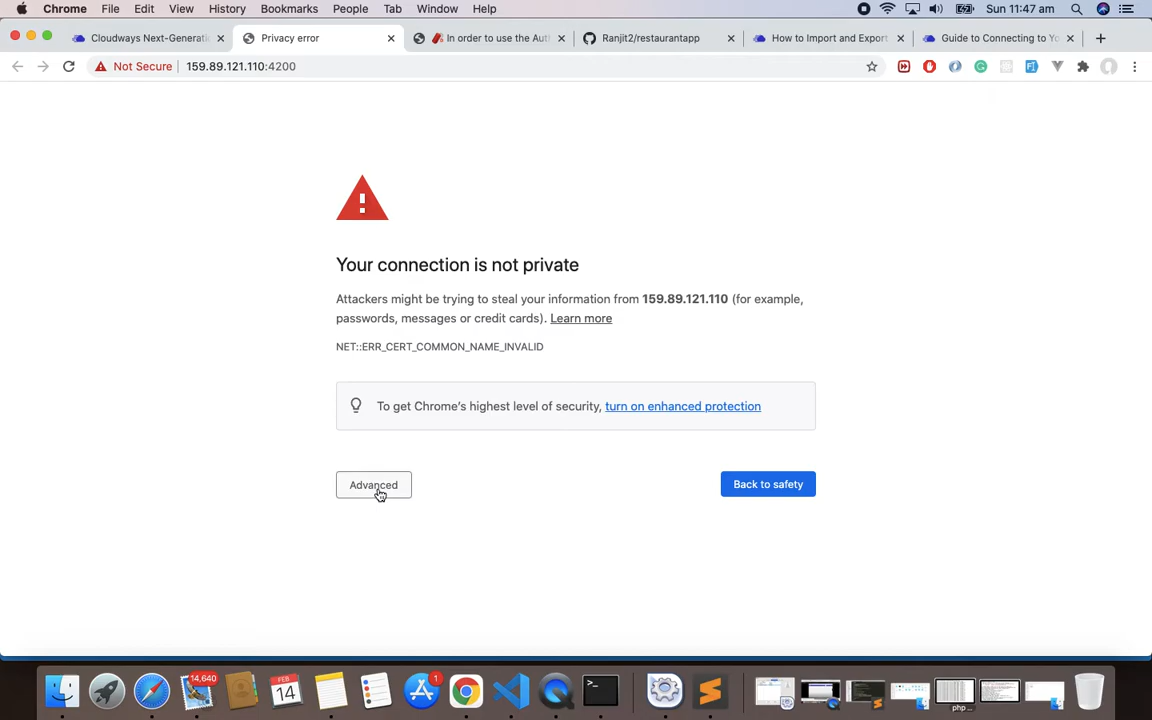 Chrome File Edit View History Bookmarks People Tab Window Help Sun 11:47 am
Cloudways Next-Generati Privacy error In order to use the Aut Ranjit2/restaurantapp How to Import and Export Guide to Connecting to Yo
Not Secure 159.89.121.110:4200
Your connection is not private
Attackers might be trying to steal your information from 159.89.121.110 (for example,
passwords, messages or credit cards). Learn more
NET::ERR_CERT_COMMON_NAME_INVALID
To get Chrome's highest level of security, turn on enhanced protection
Advanced Back to safety
14,640 FEB 14 1 php